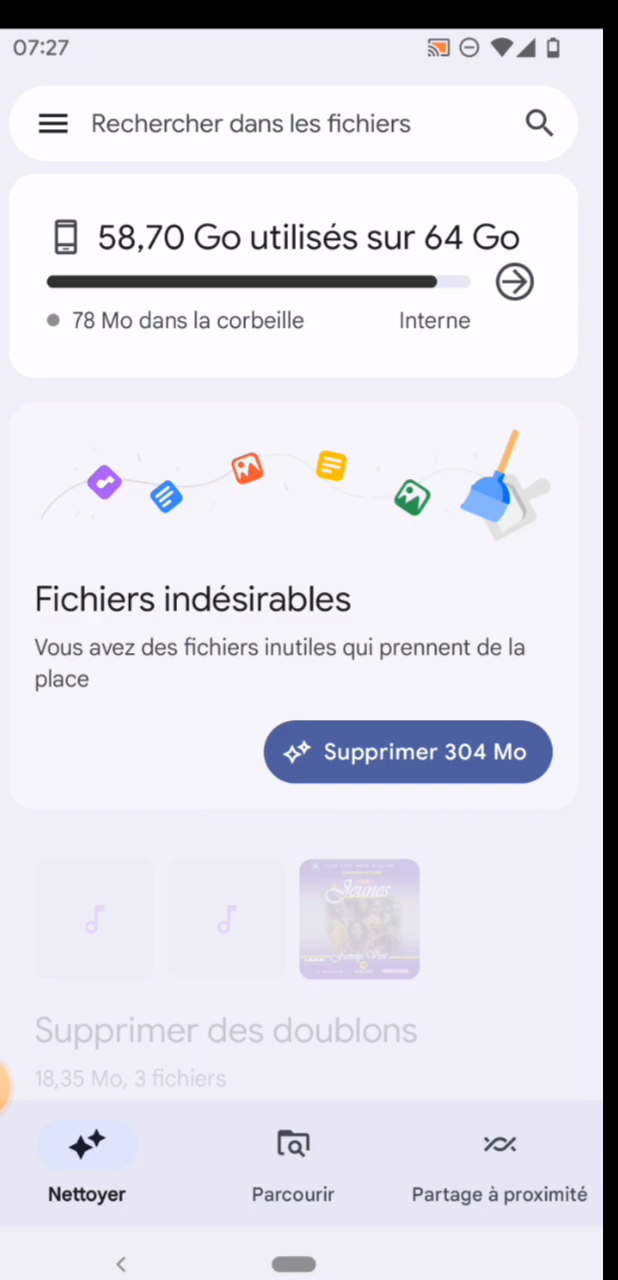 07:27
Rechercher dans les fichiers
58,70 Go utilisés sur 64 Go
78 Mo dans la corbeille
Interne
Fichiers indésirables
Vous avez des fichiers inutiles qui prennent de la
place
Supprimer 304 Mo
Jeunes
Supprimer des doublons
18,35 Mo, 3 fichiers
Nettoyer
Parcourir
Partage à proximité